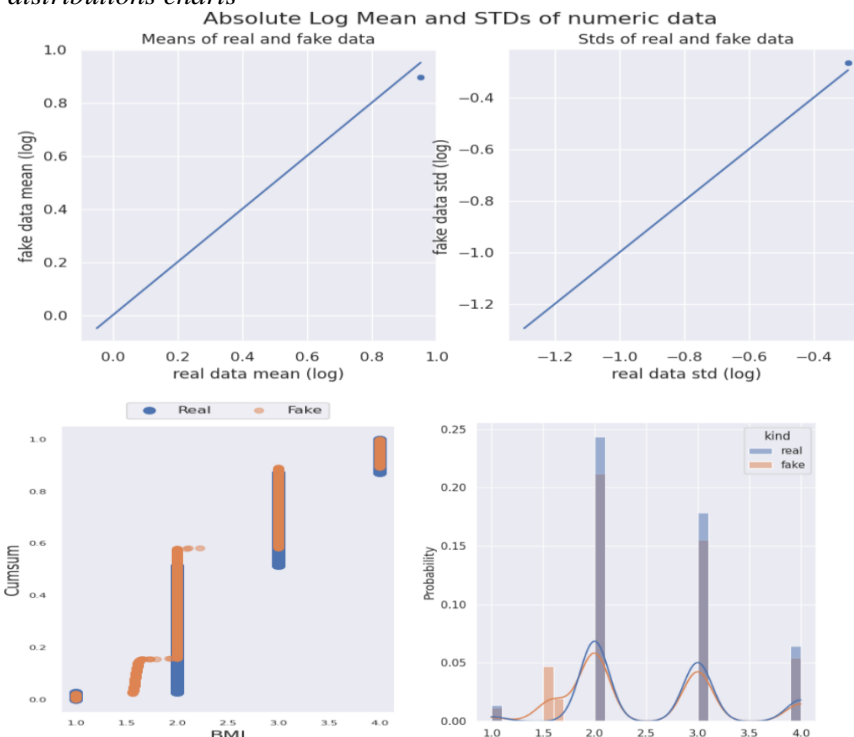 distributions charts
Absolute Log Mean and STDs of numeric data
Means of real and fake data
1.0
0.8
0.6
0.4
0.2
0.0
fake data mean (log)
0.0 0.2 0.4 0.6 0.8 1.0
real data mean (log)
Stds of real and fake data
−0.4
−0.6
−0.8
−1.0
−1.2
fake data std (log)
−1.2 −1.0 −0.8 −0.6 −0.4
real data std (log)
Real Fake
1.0
0.8
0.6
0.4
0.2
0.0
Cumsum
1.0 1.5 2.0 2.5 3.0 3.5 4.0
BMI
kind
real
fake
0.25
0.20
0.15
0.10
0.05
0.00
Probability
1.0 1.5 2.0 2.5 3.0 3.5 4.0